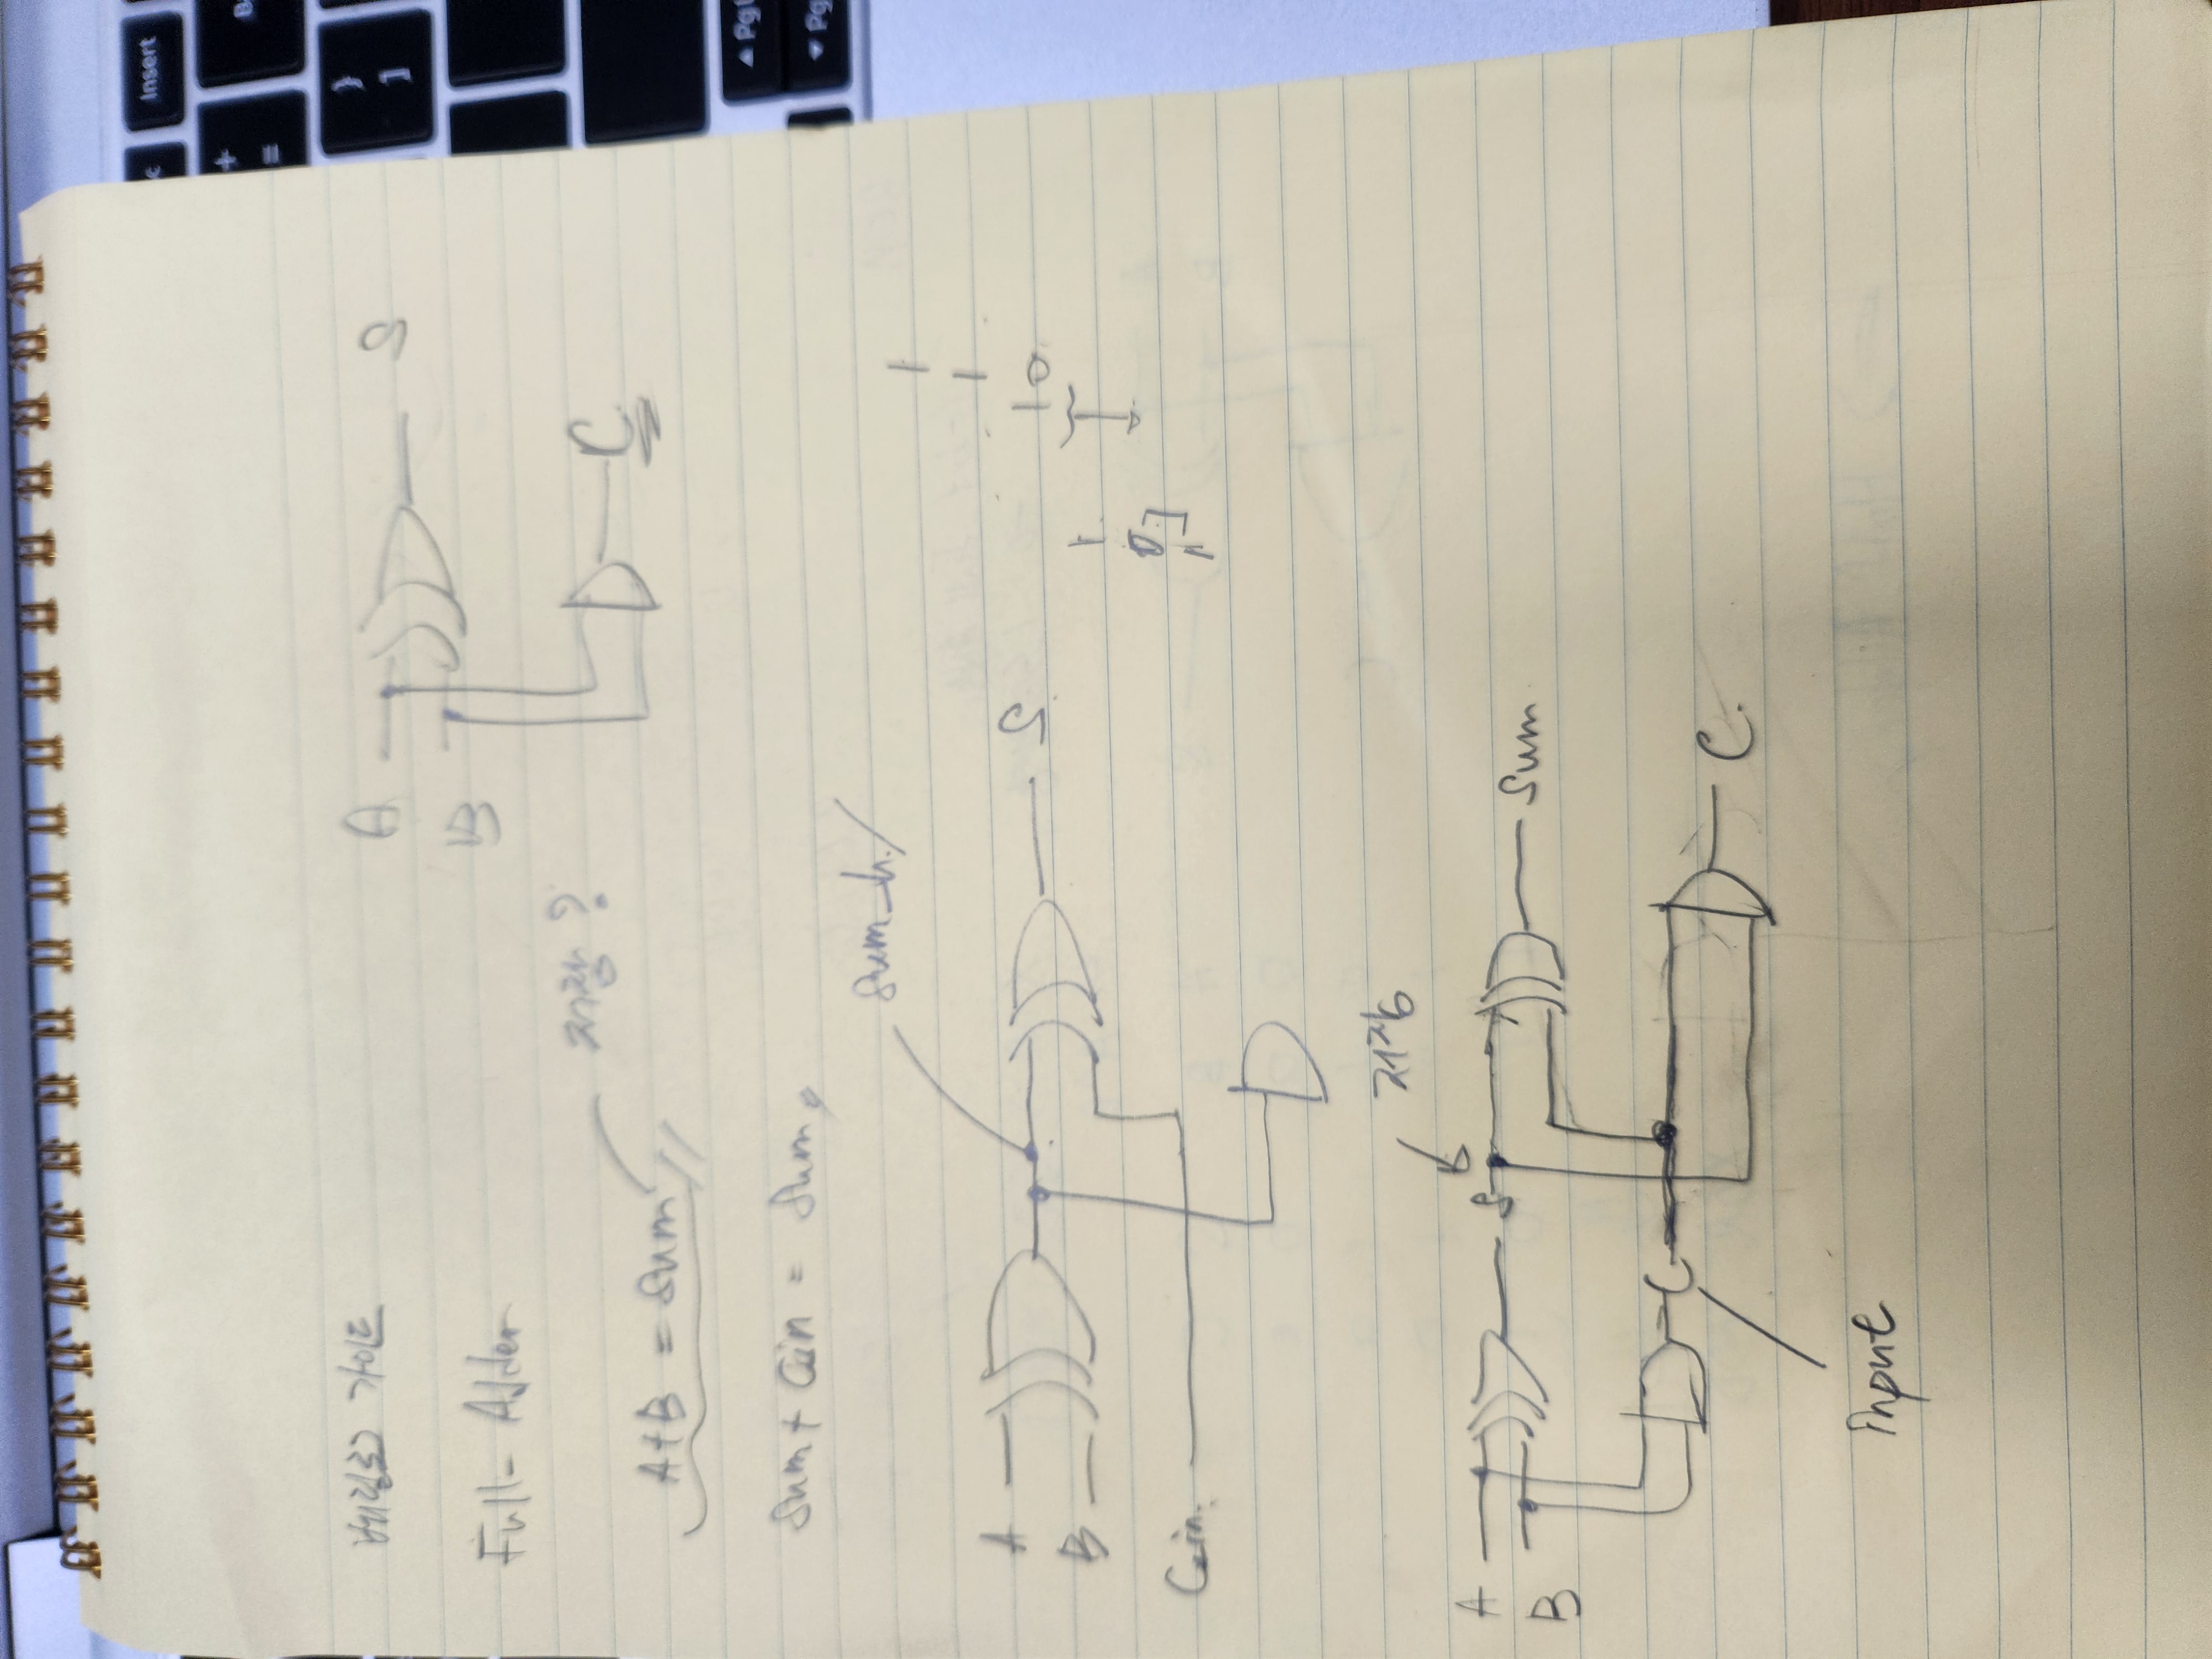 베릴로그 가이드
A
S
B
Full-Adder
저장?
C
A+B = Sum
Sum + Cin = Sum
Sum_h
1
1
10
1
0
1
A
B
S
Cin
저장
A
B
S
Sum
C
C
input
Insert
+
=
}
]
▲ Pg
▼ Pg